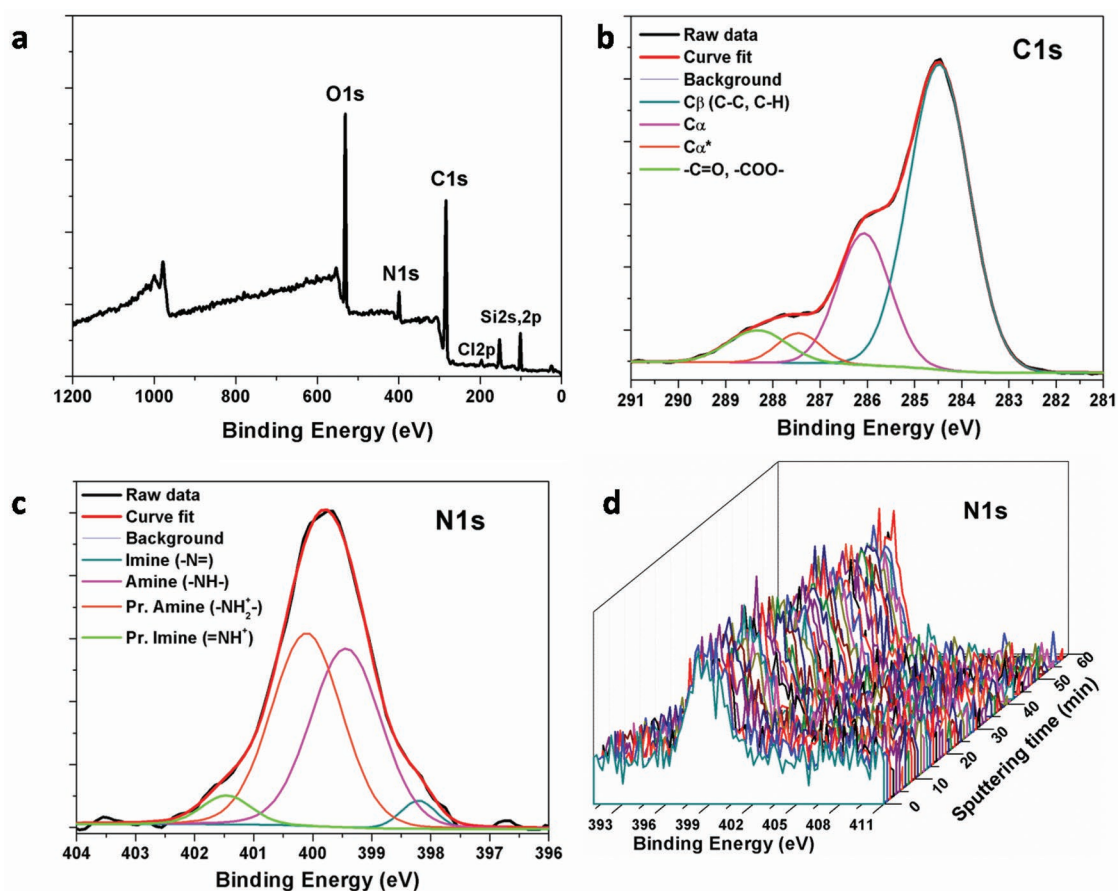 a
O1s
C1s
N1s
Cl2p
Si2s,2p
1200 1000 800 600 400 200 0
Binding Energy (eV)
b
Raw data
Curve fit
Background
Cβ (C-C, C-H)
Cα
Cα*
-C=O, -COO-
C1s
291 290 289 288 287 286 285 284 283 282 281
Binding Energy (eV)
c
Raw data
Curve fit
Background
Imine (-N=)
Amine (-NH-)
Pr. Amine (-NH₂⁺-)
Pr. Imine (=NH⁺)
N1s
404 403 402 401 400 399 398 397 396
Binding Energy (eV)
d
N1s
393 396 399 402 405 408 411
Binding Energy (eV)
0 10 20 30 40 50 60
Sputtering time (min)